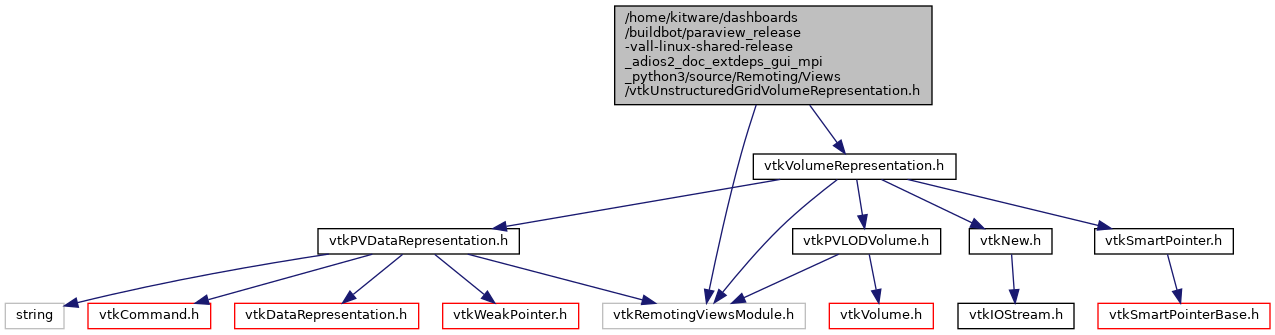 /home/kitware/dashboards
/buildbot/paraview_release
-vall-linux-shared-release
_adios2_doc_extdeps_gui_mpi
_python3/source/Remoting/Views
/vtkUnstructuredGridVolumeRepresentation.h
vtkVolumeRepresentation.h
vtkPVDataRepresentation.h
vtkPVLODVolume.h
vtkNew.h
vtkSmartPointer.h
string
vtkCommand.h
vtkDataRepresentation.h
vtkWeakPointer.h
vtkRemotingViewsModule.h
vtkVolume.h
vtkIOStream.h
vtkSmartPointerBase.h